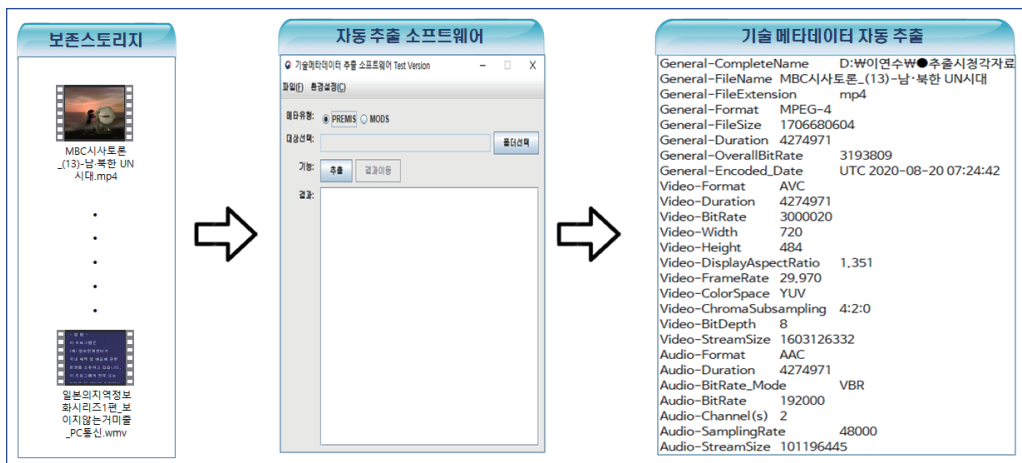 보존스토리지
MBC시사토론
_(13)-남·북한 UN
시대.mp4
일본의지역정보
화시리즈1편_보
이지않는거미줄
_PC통신.wmv
자동 추출 소프트웨어
기술메타데이터 추출 소프트웨어 Test Version
파일(F) 환경설정(C)
메타유형: PREMIS MODS
대상선택: 폴더선택
기능: 추출 결과이동
결과:
기술 메타데이터 자동 추출
General-CompleteName D:₩이연수₩●추출시청각자료
General-FileName MBC시사토론_(13)-남·북한 UN시대
General-FileExtension mp4
General-Format MPEG-4
General-FileSize 1706680604
General-Duration 4274971
General-OverallBitRate 3193809
General-Encoded_Date UTC 2020-08-20 07:24:42
Video-Format AVC
Video-Duration 4274971
Video-BitRate 3000020
Video-Width 720
Video-Height 484
Video-DisplayAspectRatio 1,351
Video-FrameRate 29,970
Video-ColorSpace YUV
Video-ChromaSubsampling 4:2:0
Video-BitDepth 8
Video-StreamSize 1603126332
Audio-Format AAC
Audio-Duration 4274971
Audio-BitRate_Mode VBR
Audio-BitRate 192000
Audio-Channel(s) 2
Audio-SamplingRate 48000
Audio-StreamSize 101196445